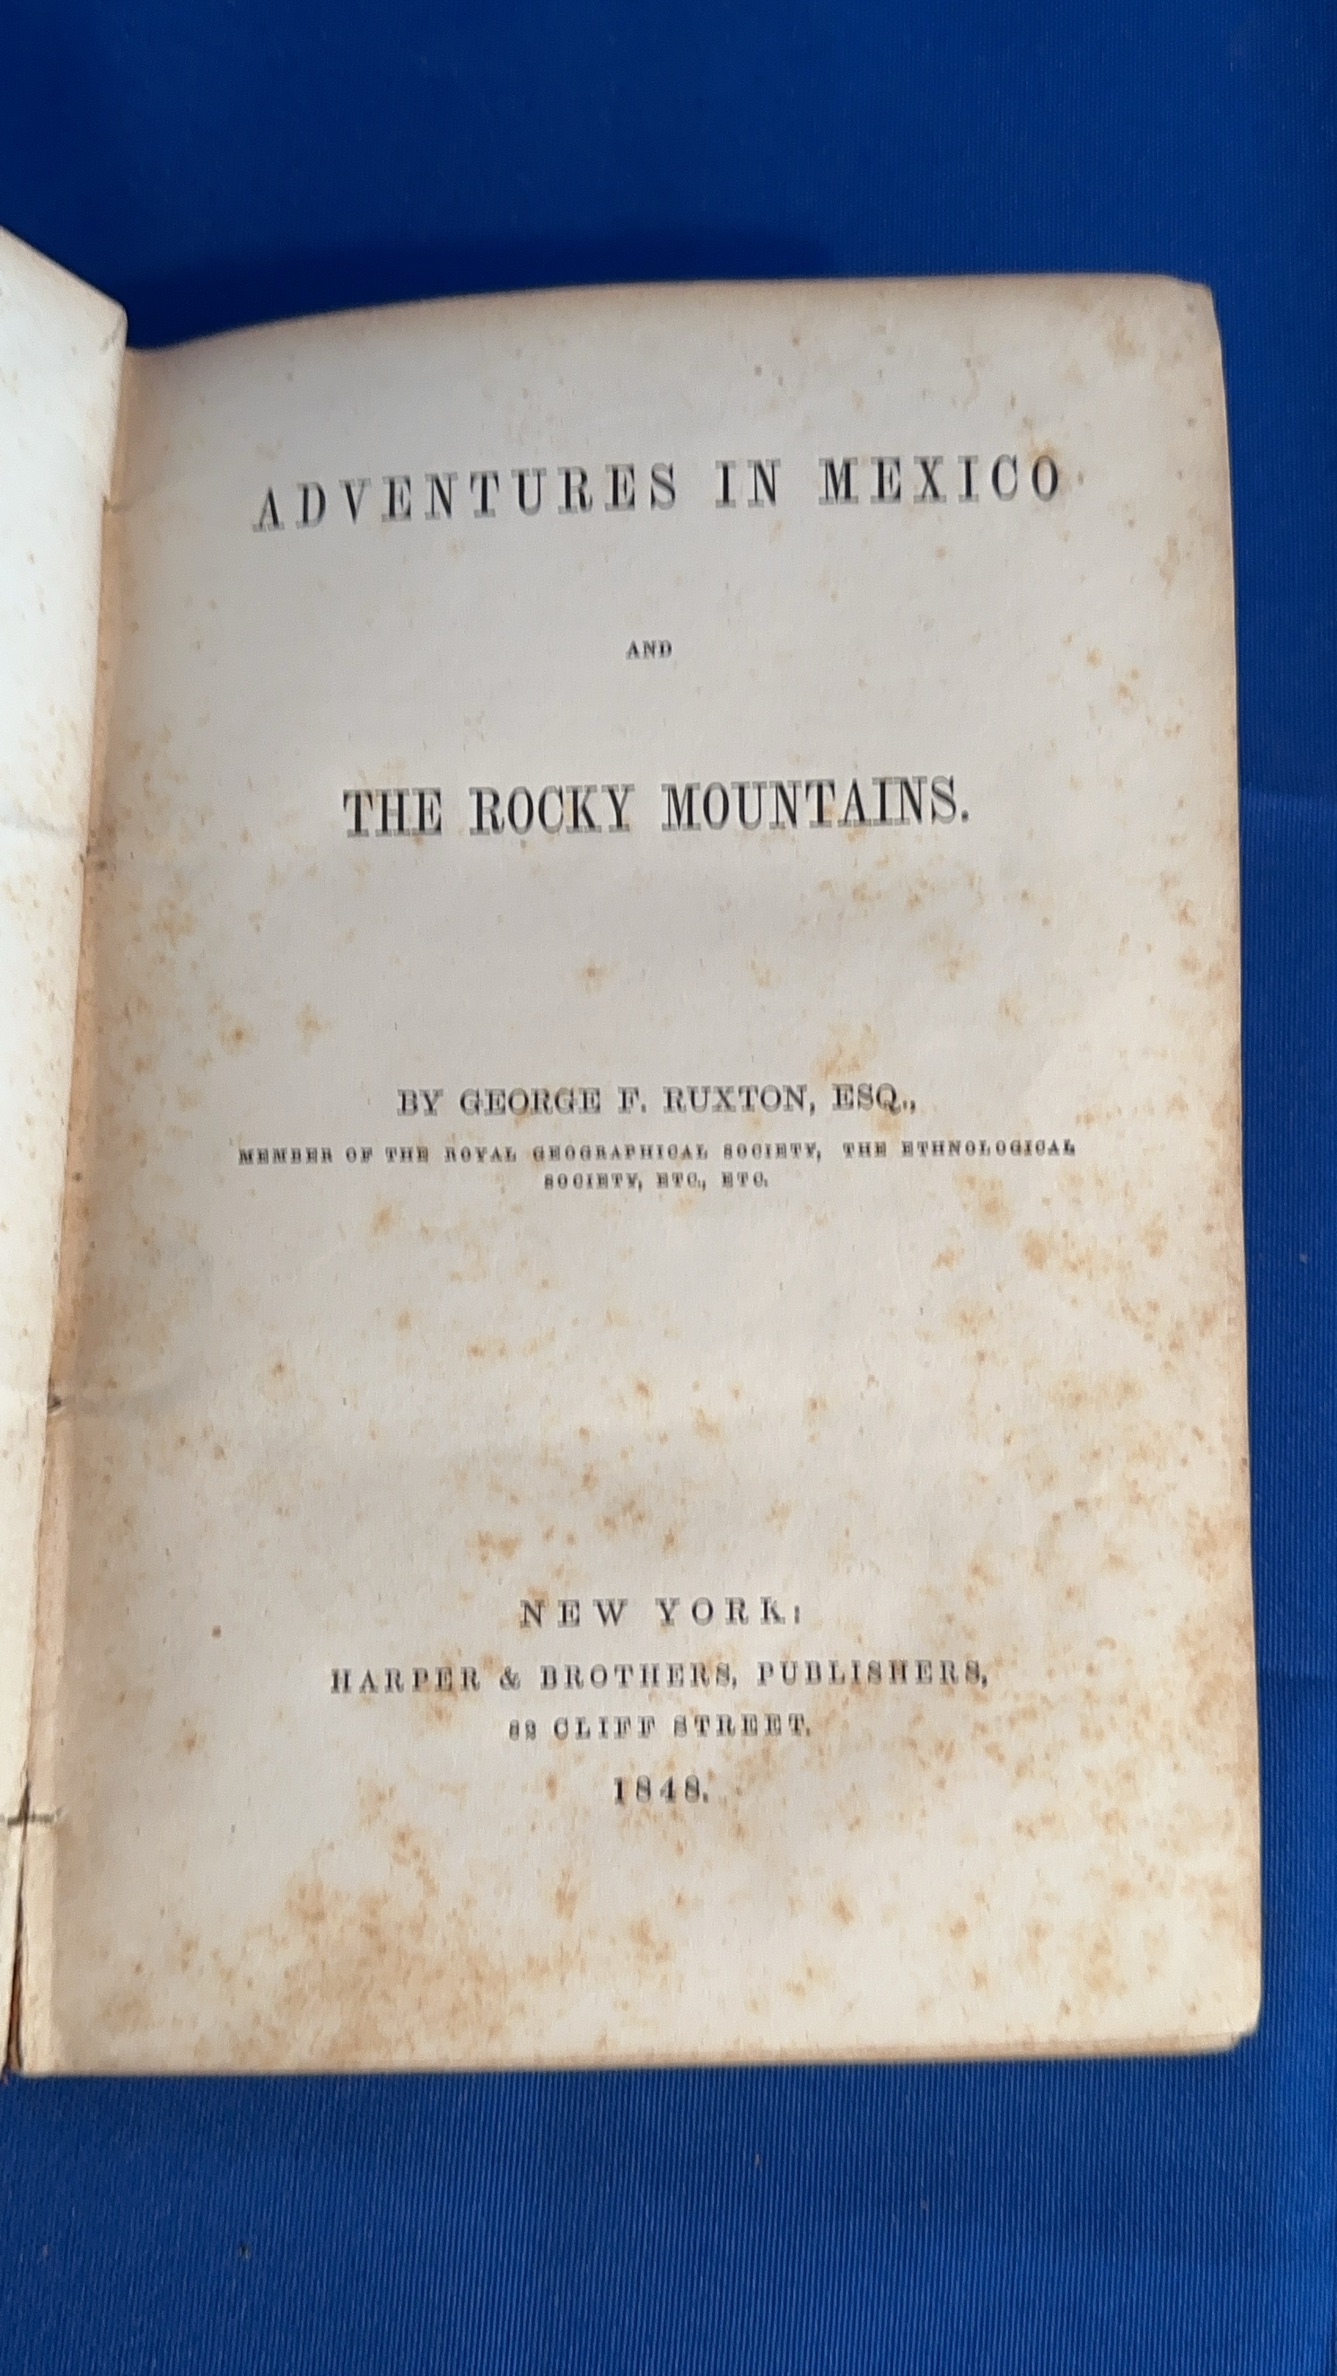 ADVENTURES IN MEXICO
AND
THE ROCKY MOUNTAINS.
BY GEORGE F. RUXTON, ESQ.,
MEMBER OF THE ROYAL GEOGRAPHICAL SOCIETY, THE ETHNOLOGICAL
SOCIETY, ETC., ETC.
NEW YORK:
HARPER & BROTHERS, PUBLISHERS,
82 CLIFF STREET.
1848.